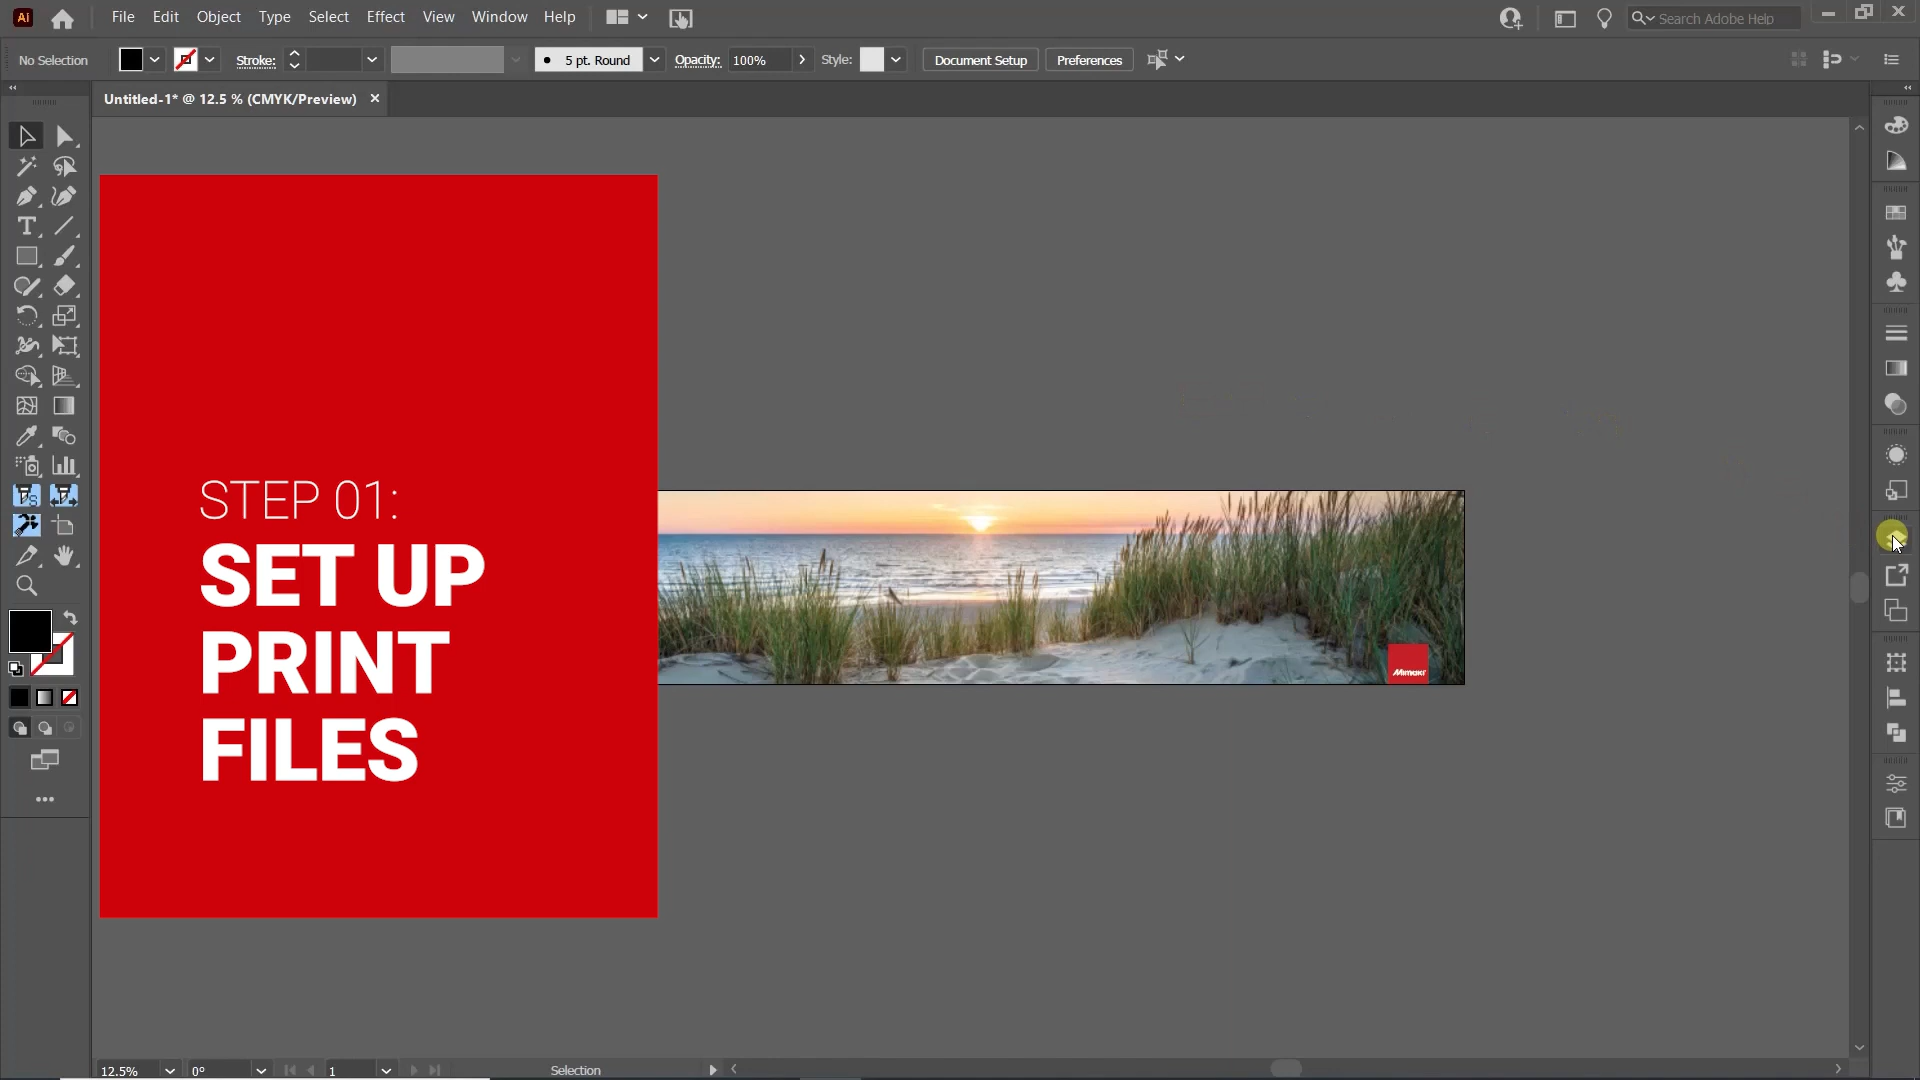 Ai
File Edit Object Type Select Effect View Window Help
Search Adobe Help
No Selection
Stroke:
5 pt. Round
Opacity: 100%
Style:
Document Setup
Preferences
Untitled-1* @ 12.5 % (CMYK/Preview)
STEP 01:
SET UP
PRINT
FILES
Mimaki
12.5%
0°
1
Selection